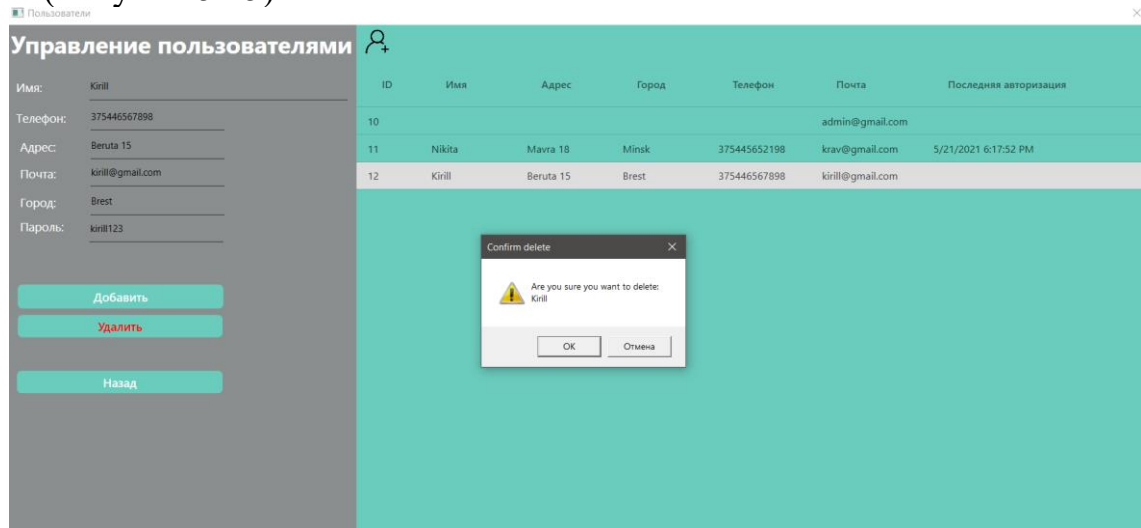 Пользователи
Управление пользователями
Имя: Kirill
Телефон: 375446567898
Адрес: Beruta 15
Почта: kirill@gmail.com
Город: Brest
Пароль: kirill123
Добавить
Удалить
Назад
ID Имя Адрес Город Телефон Почта Последняя авторизация
10 admin@gmail.com
11 Nikita Mavra 18 Minsk 375445652198 krav@gmail.com 5/21/2021 6:17:52 PM
12 Kirill Beruta 15 Brest 375446567898 kirill@gmail.com
Confirm delete
Are you sure you want to delete:
Kirill
OK Отмена